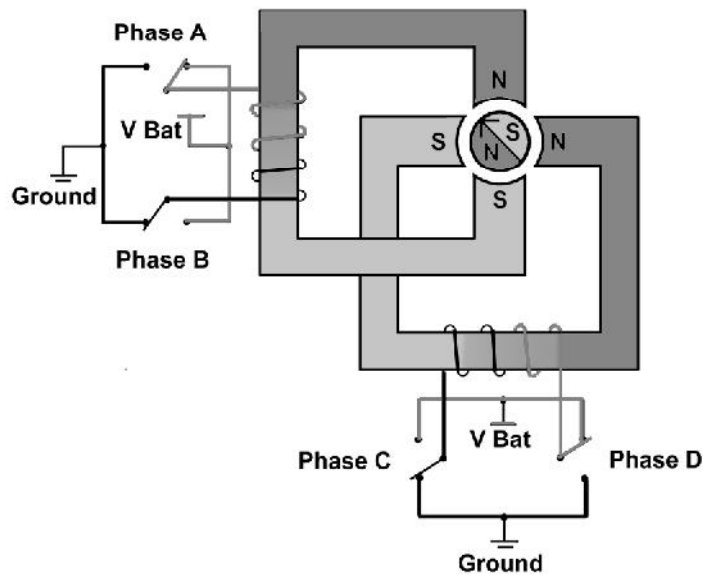 Phase A
N
V Bat
S
S
N
N
Ground
S
Phase B
V Bat
Phase C
Phase D
Ground